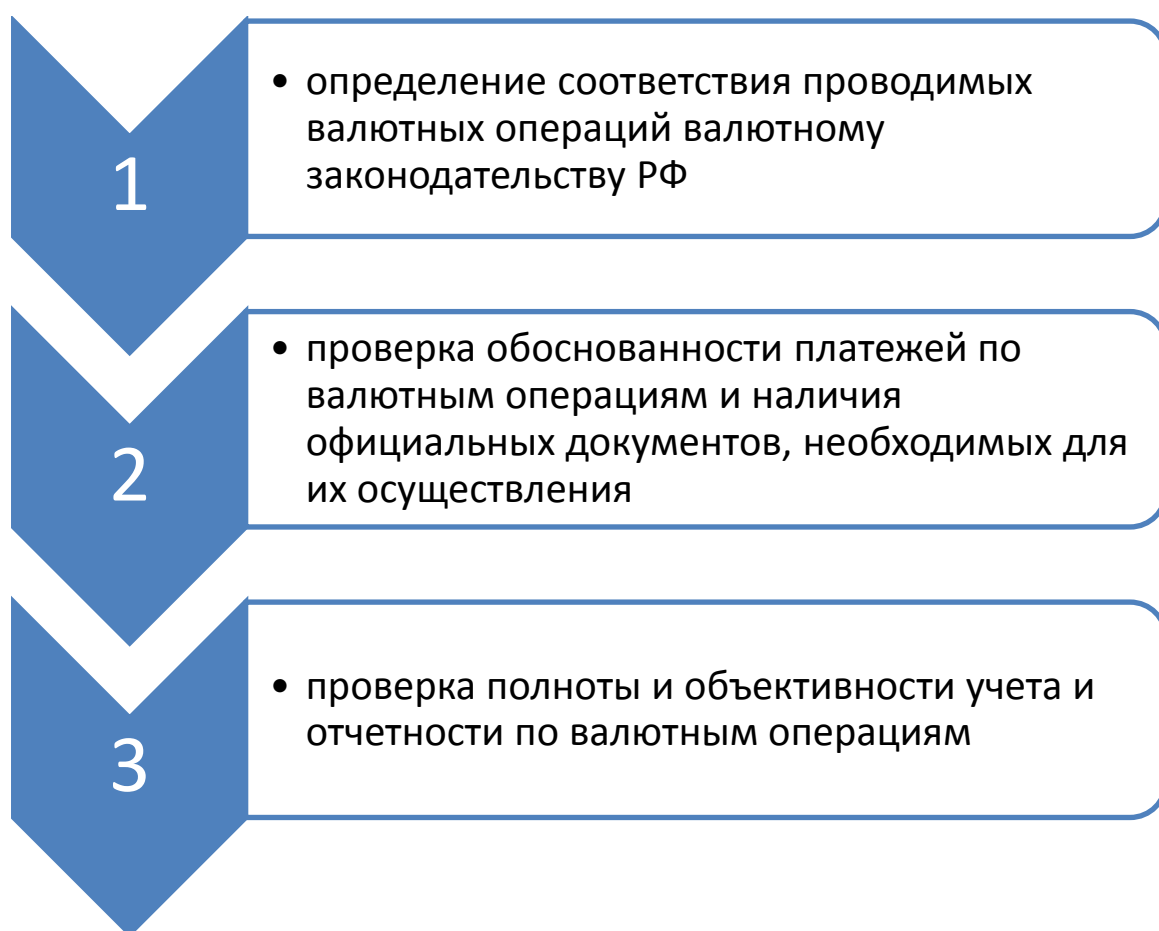 1
• определение соответствия проводимых
валютных операций валютному
законодательству РФ
2
• проверка обоснованности платежей по
валютным операциям и наличия
официальных документов, необходимых для
их осуществления
3
• проверка полноты и объективности учета и
отчетности по валютным операциям